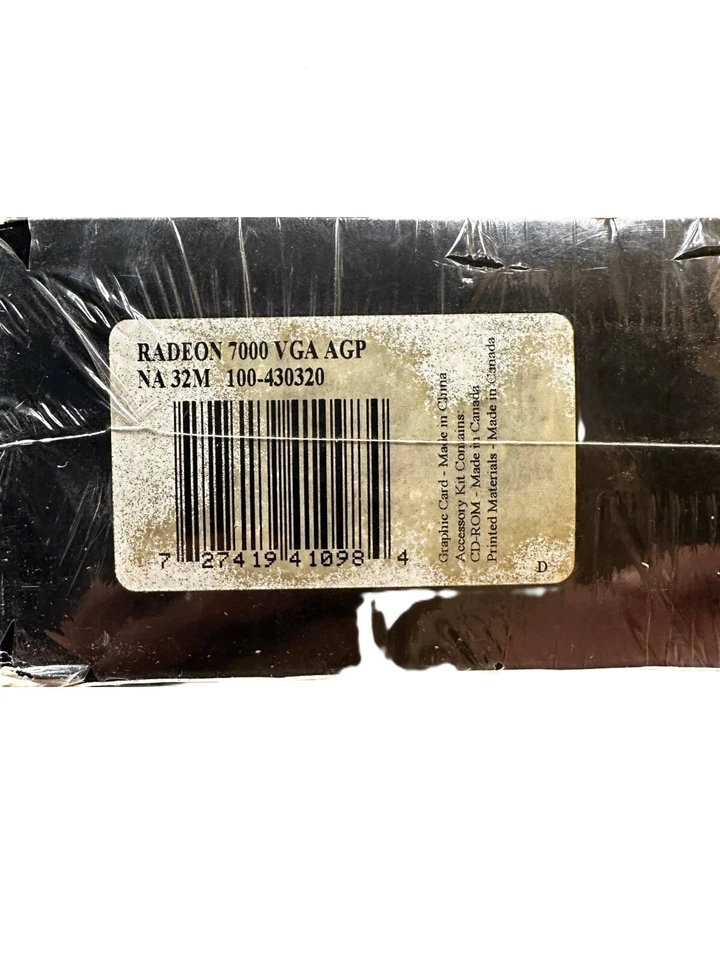 RADEON 7000 VGA AGP
NA 32M 100-430320
7 27419 41098 4
Graphic Card - Made in China
Accessory Kit Contains:
CD-ROM - Made in Canada
Printed Materials - Made in Canada
D